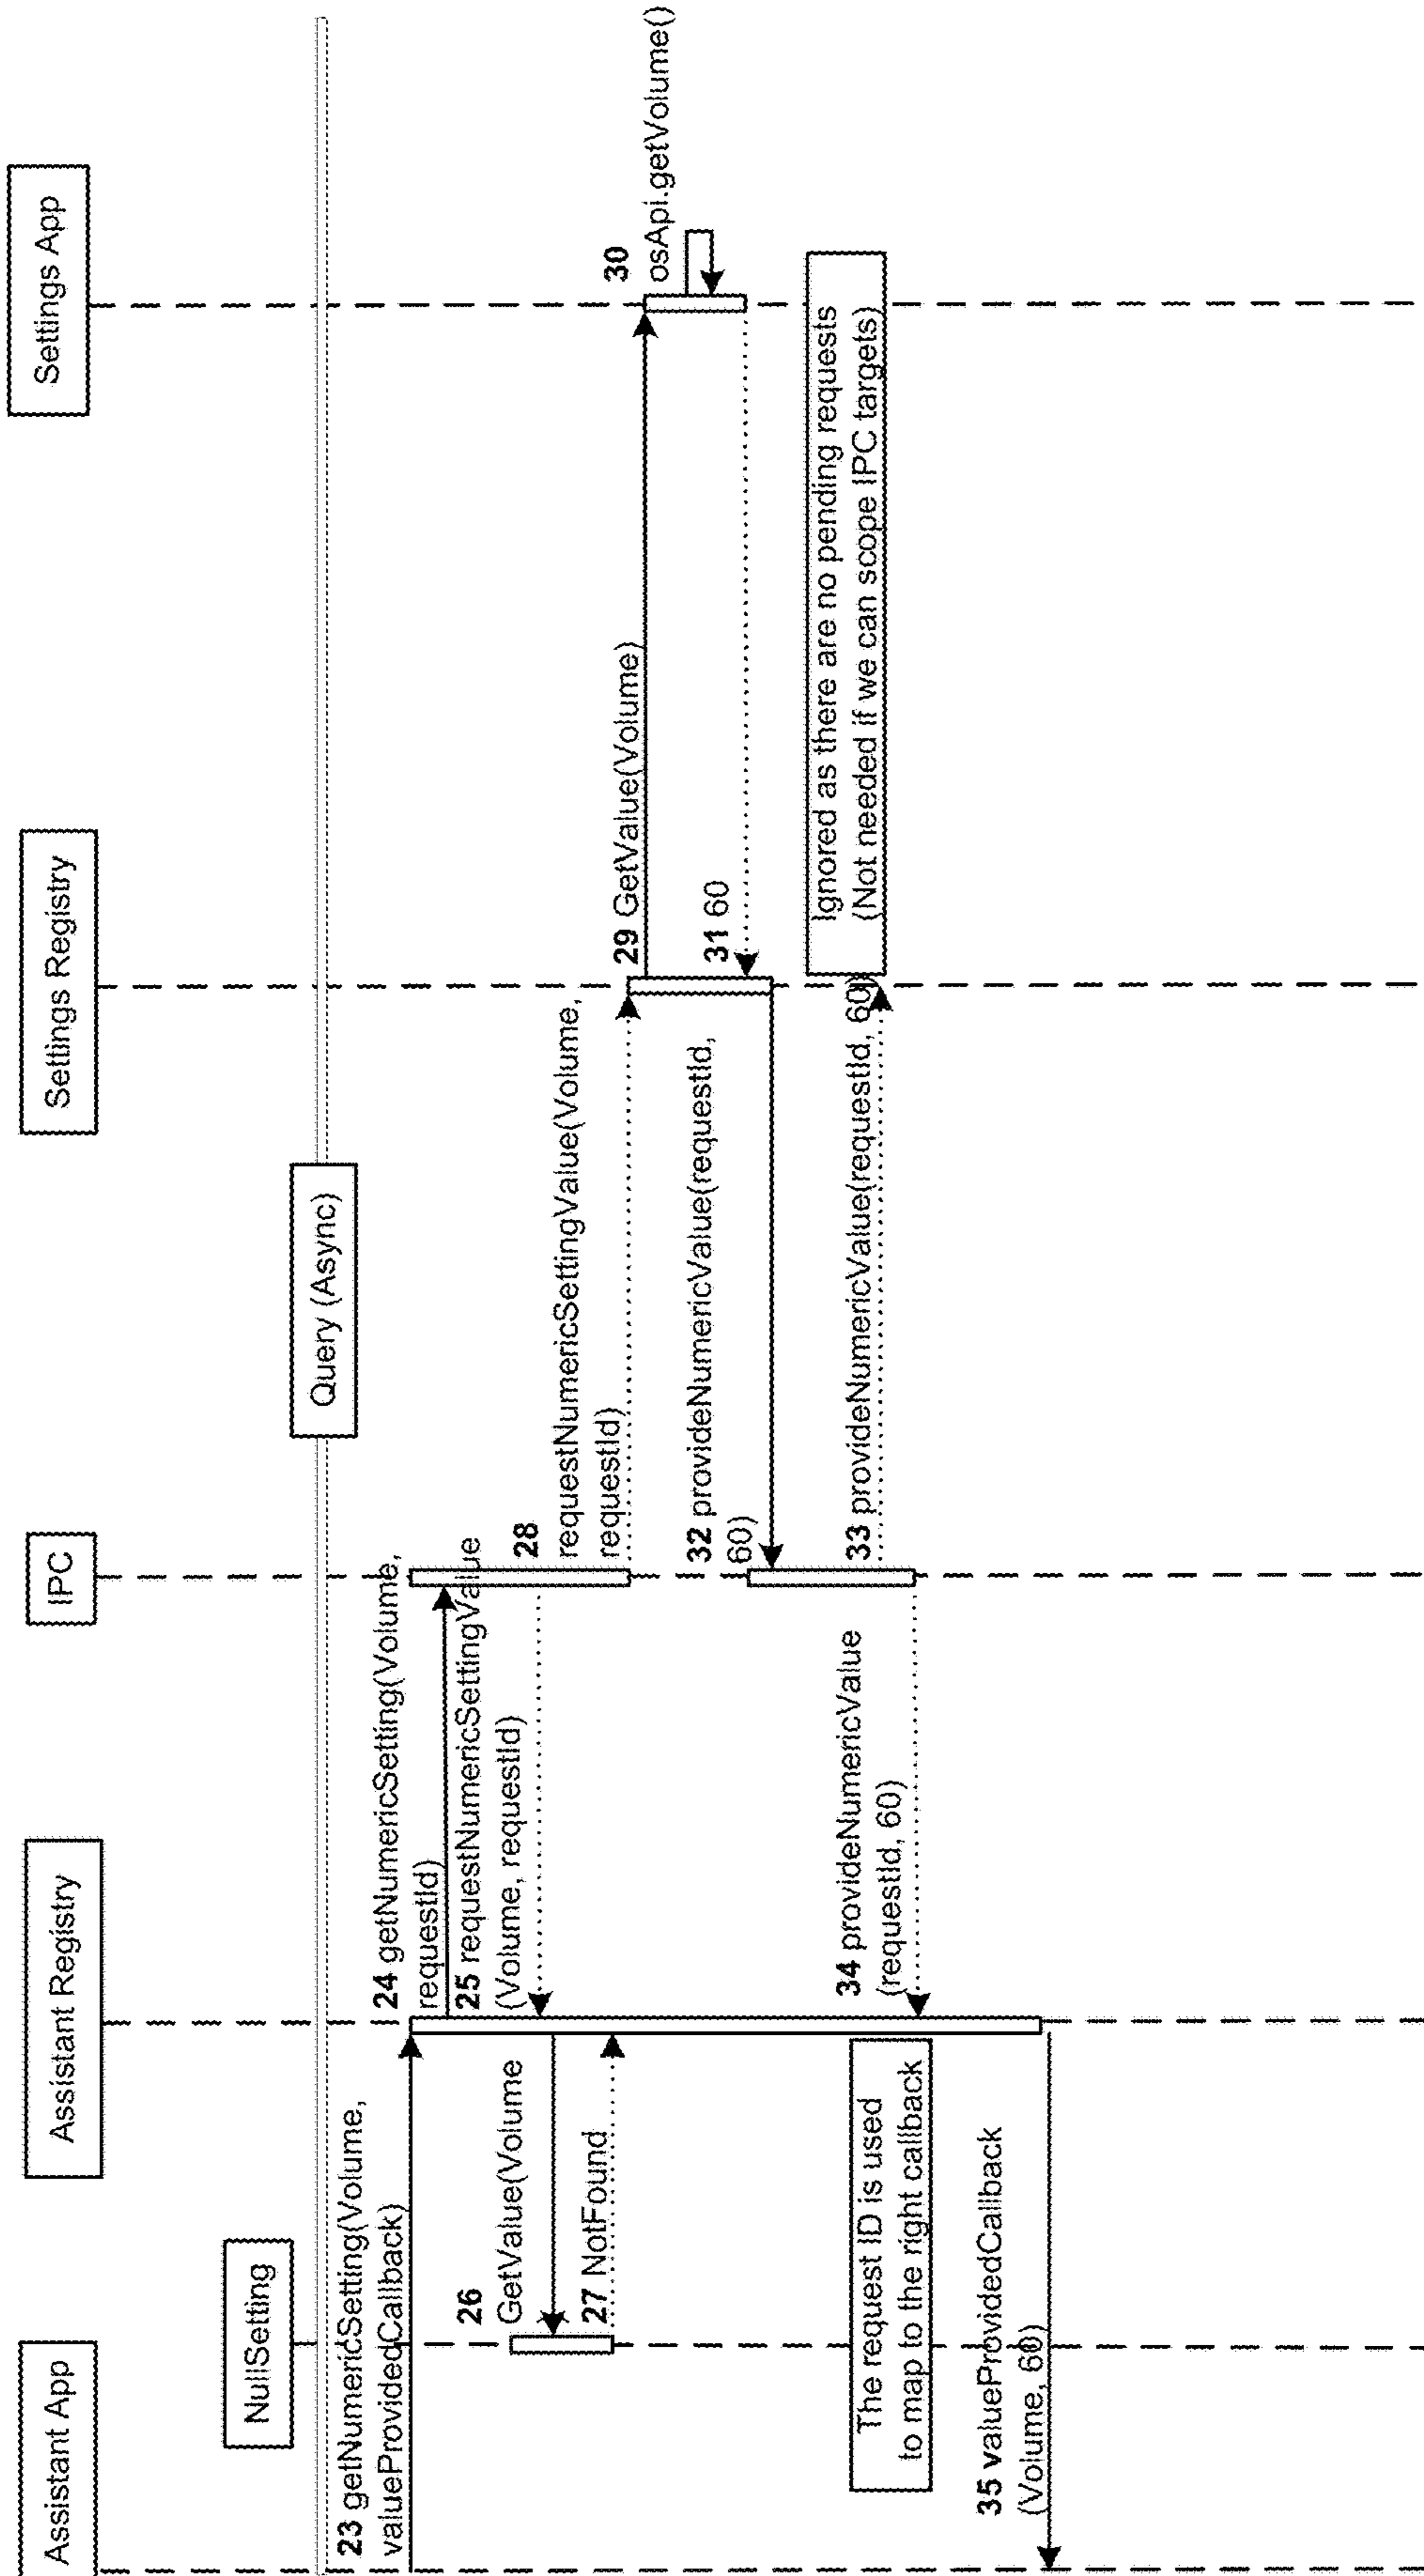 Assistant App
NullSetting
Assistant Registry
IPC
Settings Registry
Settings App
Query (Async)
23 getNumericSetting(Volume,
valueProvidedCallback)
24 getNumericSetting(Volume,
requestId)
25 requestNumericSettingValue
(Volume, requestId)
26
GetValue(Volume
27 NotFound
28
requestNumericSettingValue(Volume,
requestId)
29 GetValue(Volume)
30
osApi.getVolume()
31 60
32 provideNumericValue(requestId,
60)
33 provideNumericValue(requestId, 60)
Ignored as there are no pending requests
(Not needed if we can scope IPC targets)
34 provideNumericValue
(requestId, 60)
The request ID is used
to map to the right callback
35 valueProvidedCallback
(Volume, 60)